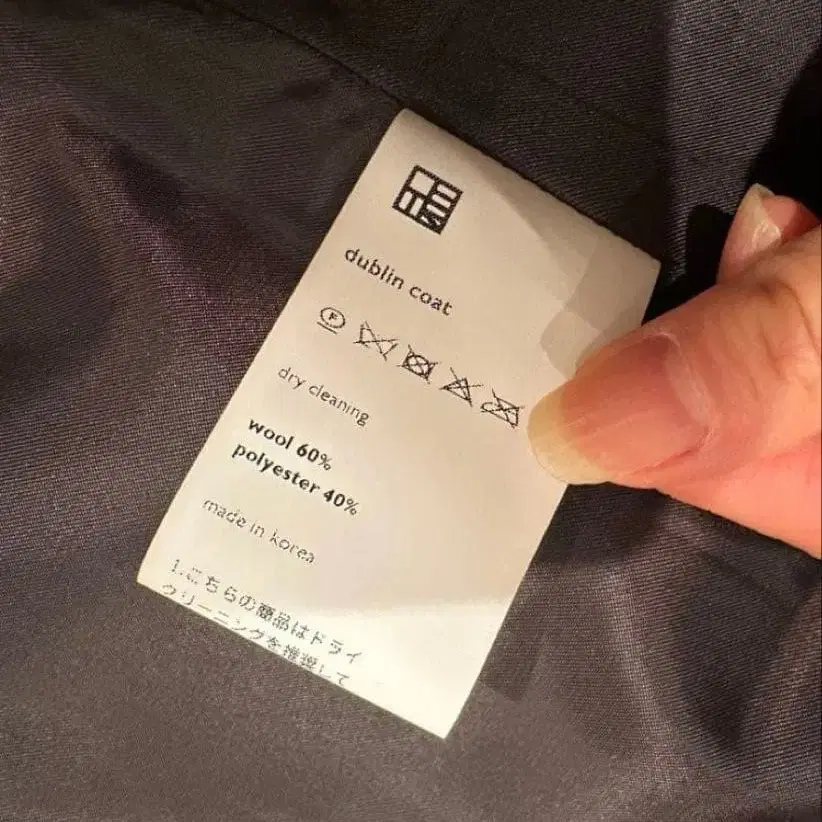 dublin coat
F
dry cleaning
wool 60%
polyester 40%
made in korea
1.こちらの商品はドライ
クリーニングを推奨して